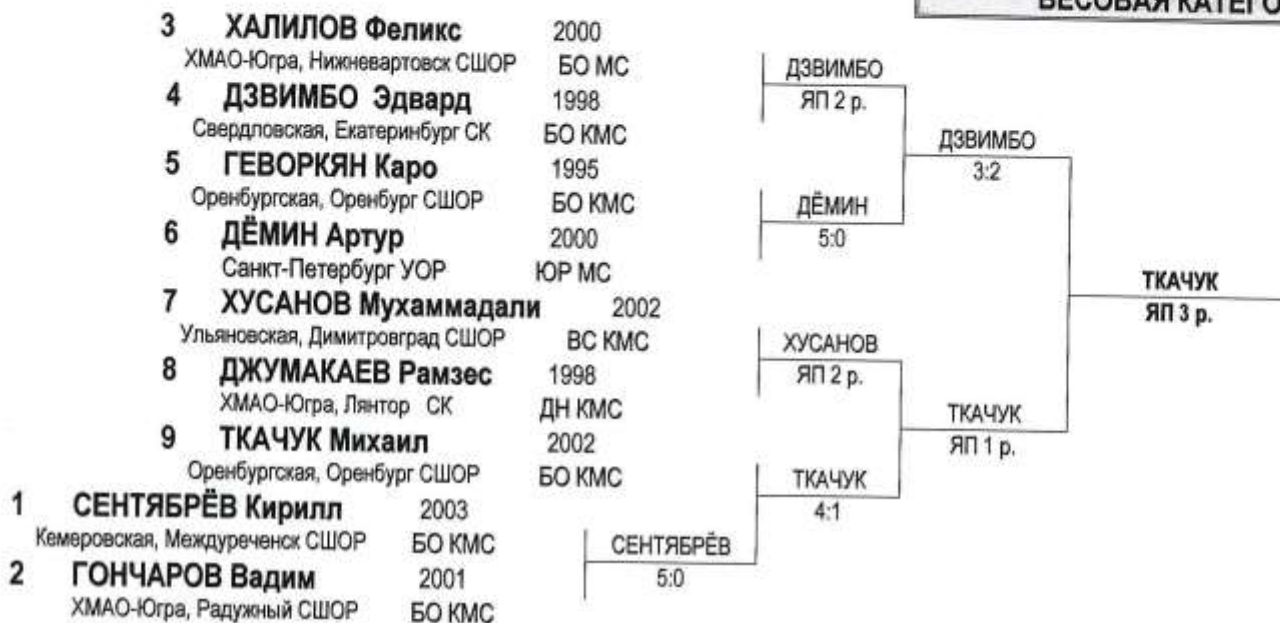 ВЕСОВАЯ КАТЕГО
3 ХАЛИЛОВ Феликс 2000
ХМАО-Югра, Нижневартовск СШОР БО МС
ДЗВИМБО
4 ДЗВИМБО Эдвард 1998
ЯП 2 р.
Свердловская, Екатеринбург СК БО КМС
ДЗВИМБО
5 ГЕВОРКЯН Каро 1995
3:2
Оренбургская, Оренбург СШОР БО КМС
ДЁМИН
6 ДЁМИН Артур 2000
5:0
Санкт-Петербург УОР ЮР МС
ТКАЧУК
7 ХУСАНОВ Мухаммадали 2002
ЯП 3 р.
Ульяновская, Димитровград СШОР ВС КМС
ХУСАНОВ
8 ДЖУМАКАЕВ Рамзес 1998
ЯП 2 р.
ХМАО-Югра, Лянтор СК ДН КМС
ТКАЧУК
9 ТКАЧУК Михаил 2002
ЯП 1 р.
Оренбургская, Оренбург СШОР БО КМС
ТКАЧУК
1 СЕНТЯБРЁВ Кирилл 2003
4:1
Кемеровская, Междуреченск СШОР БО КМС
СЕНТЯБРЁВ
2 ГОНЧАРОВ Вадим 2001
5:0
ХМАО-Югра, Радужный СШОР БО КМС